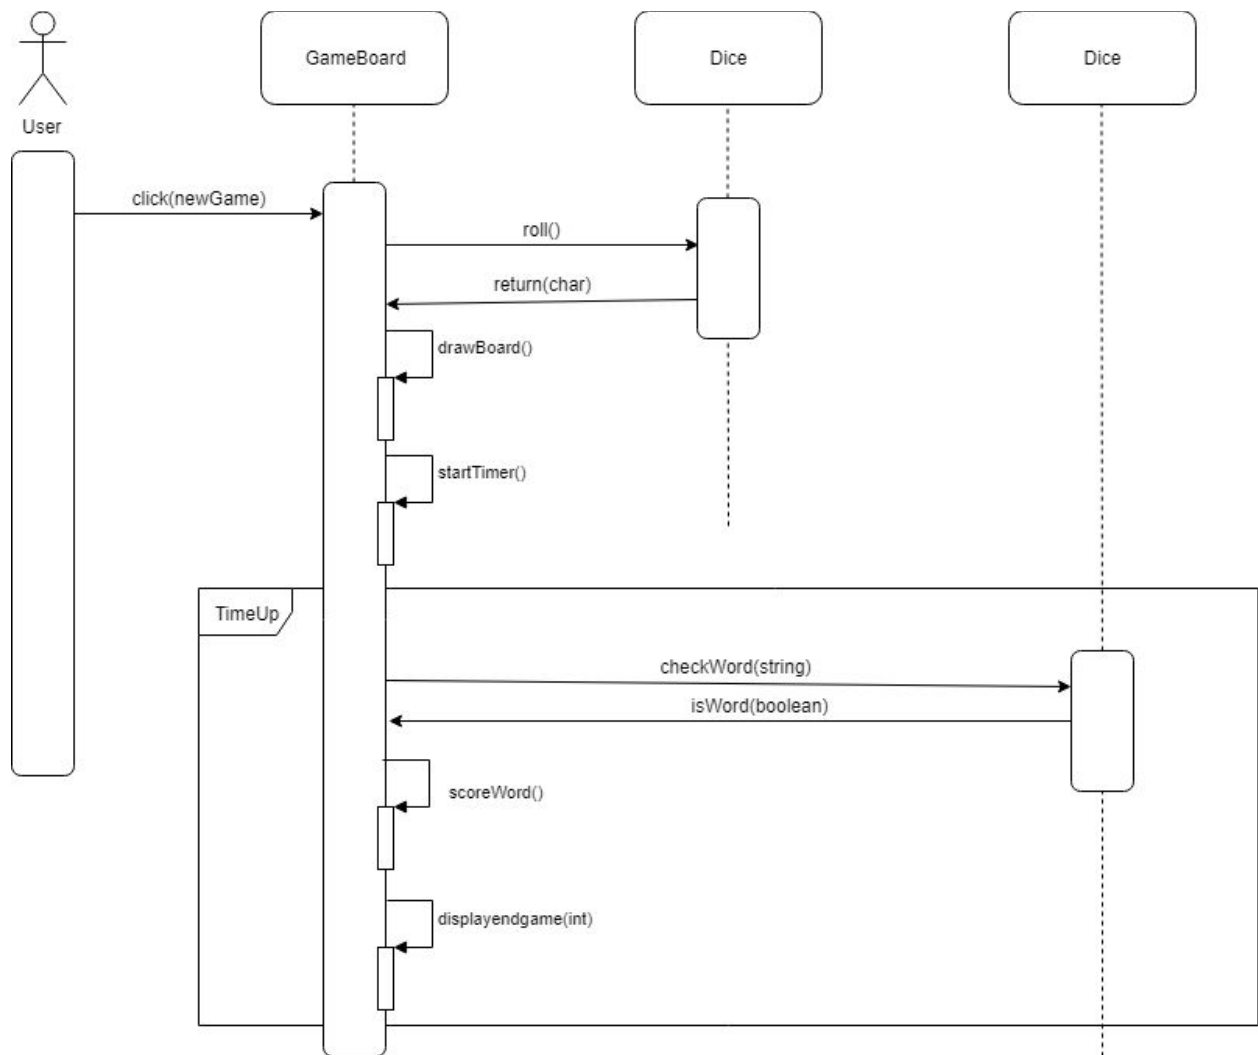 GameBoard
Dice
Dice
User
click(newGame)
roll()
return(char)
drawBoard()
startTimer()
TimeUp
checkWord(string)
isWord(boolean)
scoreWord()
displayendgame(int)